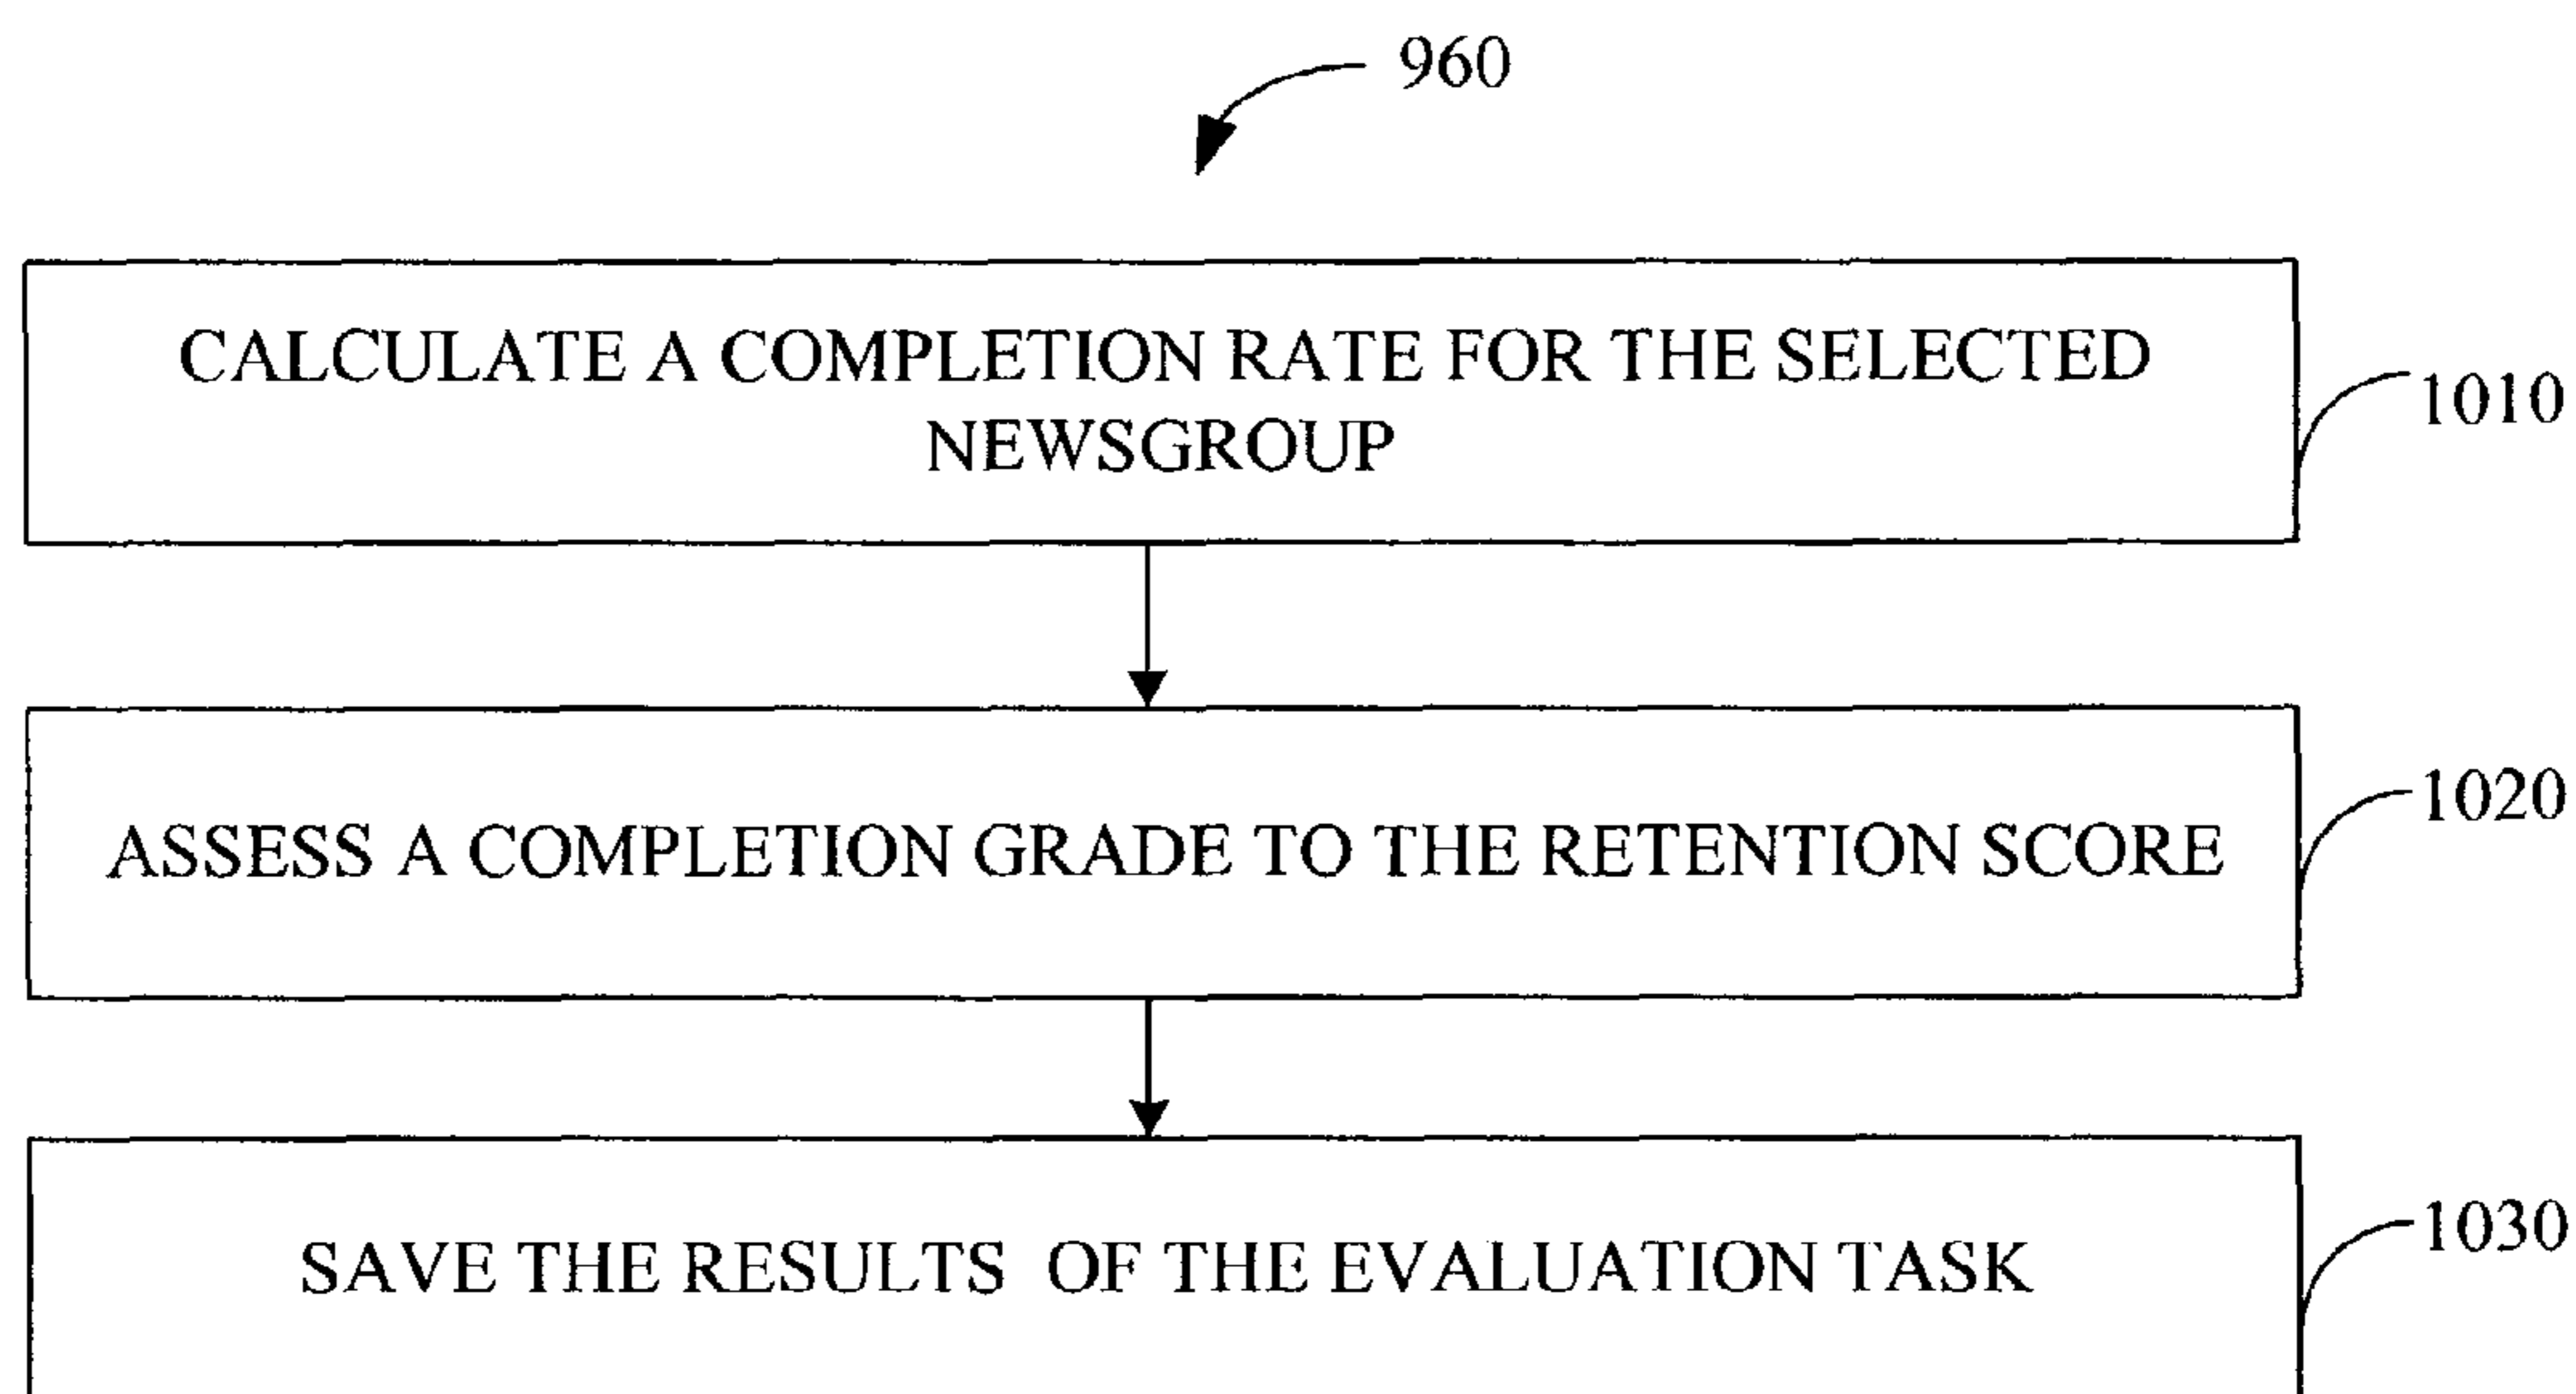 960
CALCULATE A COMPLETION RATE FOR THE SELECTED
NEWSGROUP
1010
ASSESS A COMPLETION GRADE TO THE RETENTION SCORE
1020
SAVE THE RESULTS OF THE EVALUATION TASK
1030